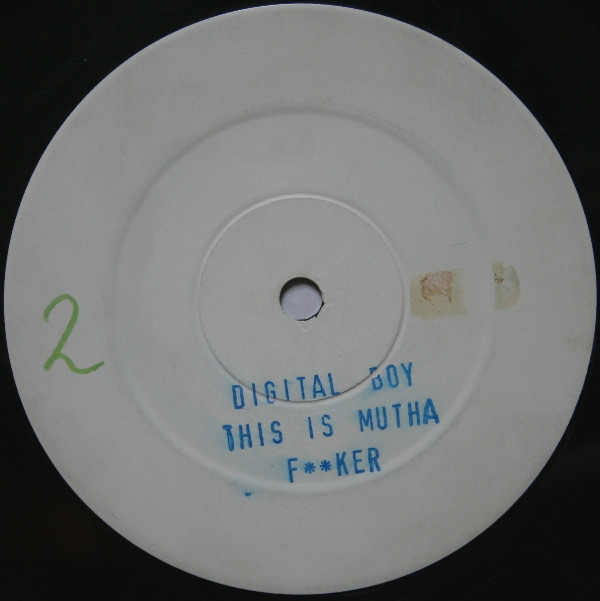 2
DIGITAL BOY
THIS IS MUTHA
F**KER